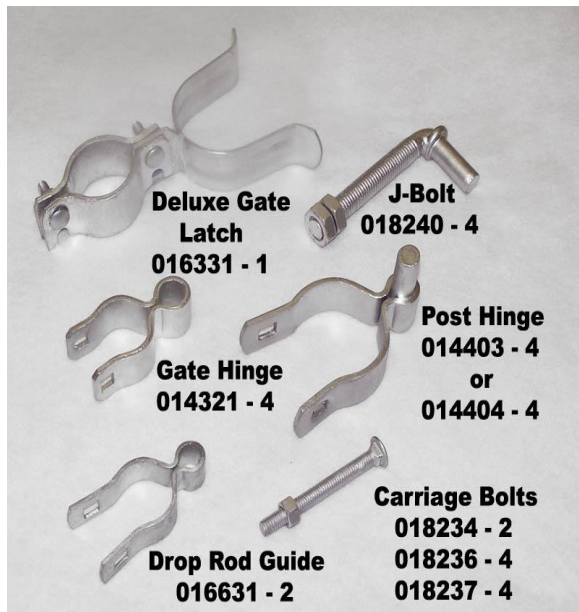 Deluxe Gate
Latch
016331 - 1
J-Bolt
018240 - 4
Gate Hinge
014321 - 4
Post Hinge
014403 - 4
or
014404 - 4
Drop Rod Guide
016631 - 2
Carriage Bolts
018234 - 2
018236 - 4
018237 - 4